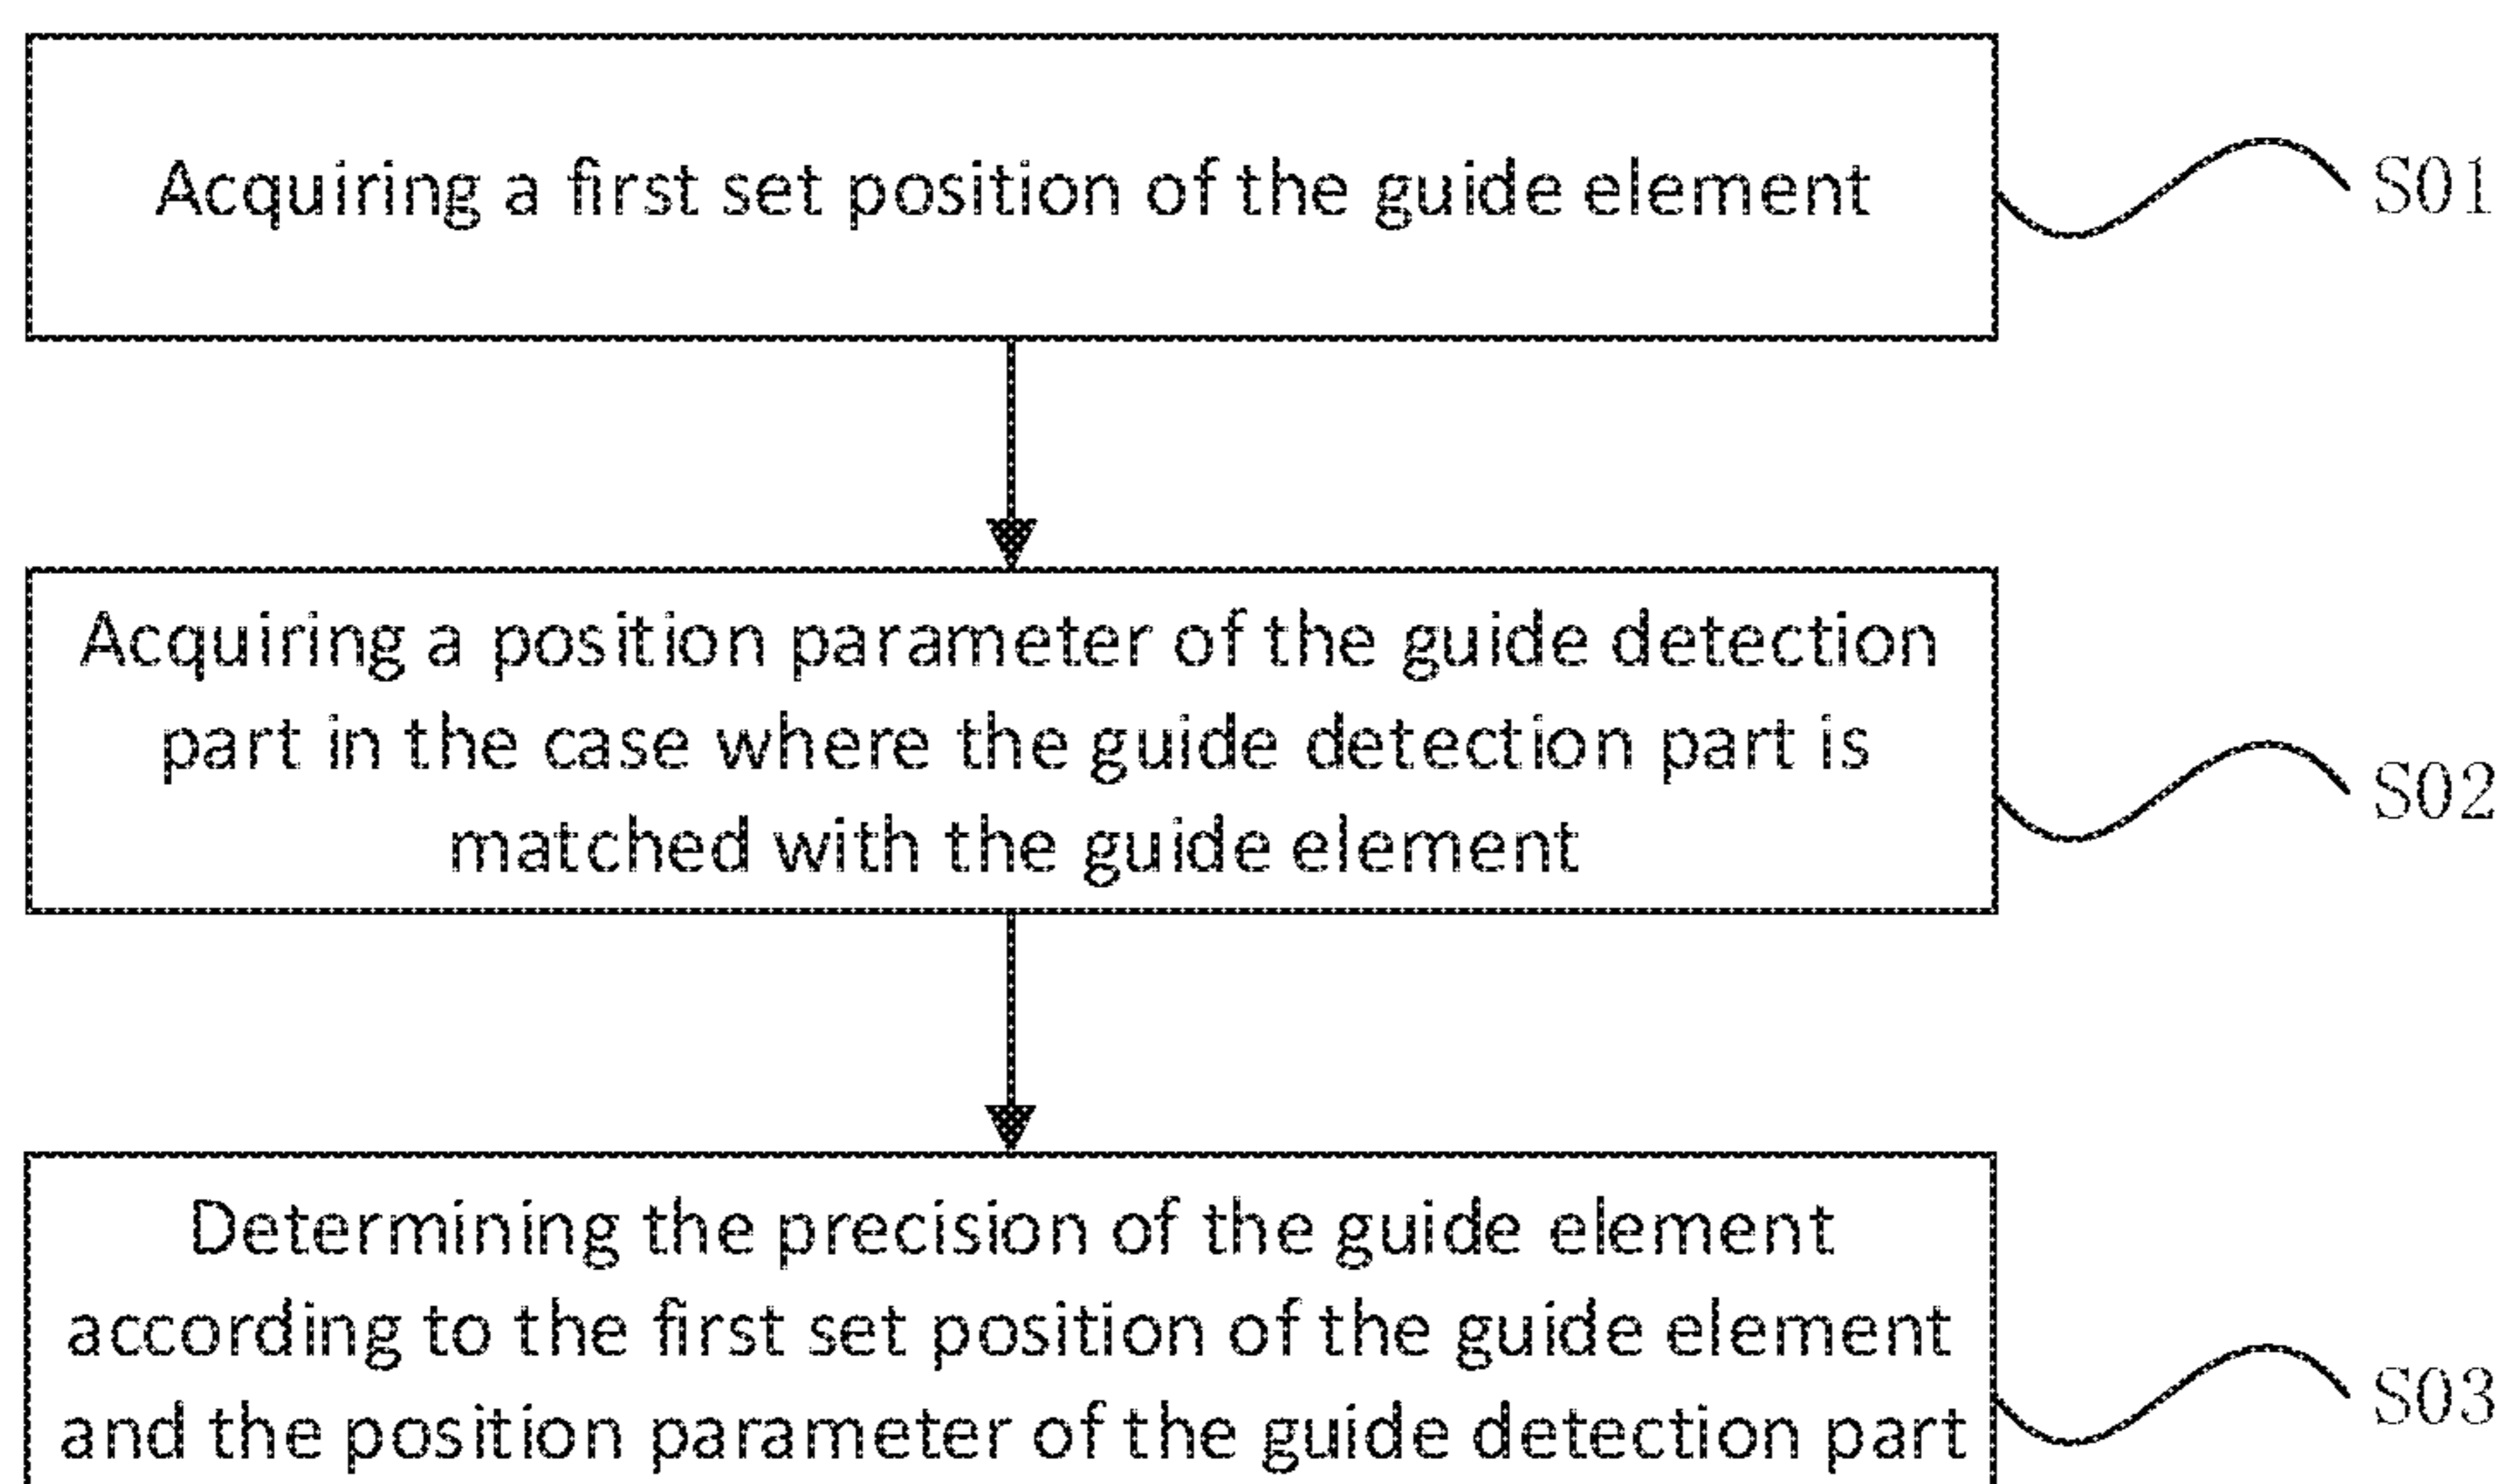 Acquiring a first set position of the guide element
S01
Acquiring a position parameter of the guide detection
part in the case where the guide detection part is
matched with the guide element
S02
Determining the precision of the guide element
according to the first set position of the guide element
and the position parameter of the guide detection part
S03